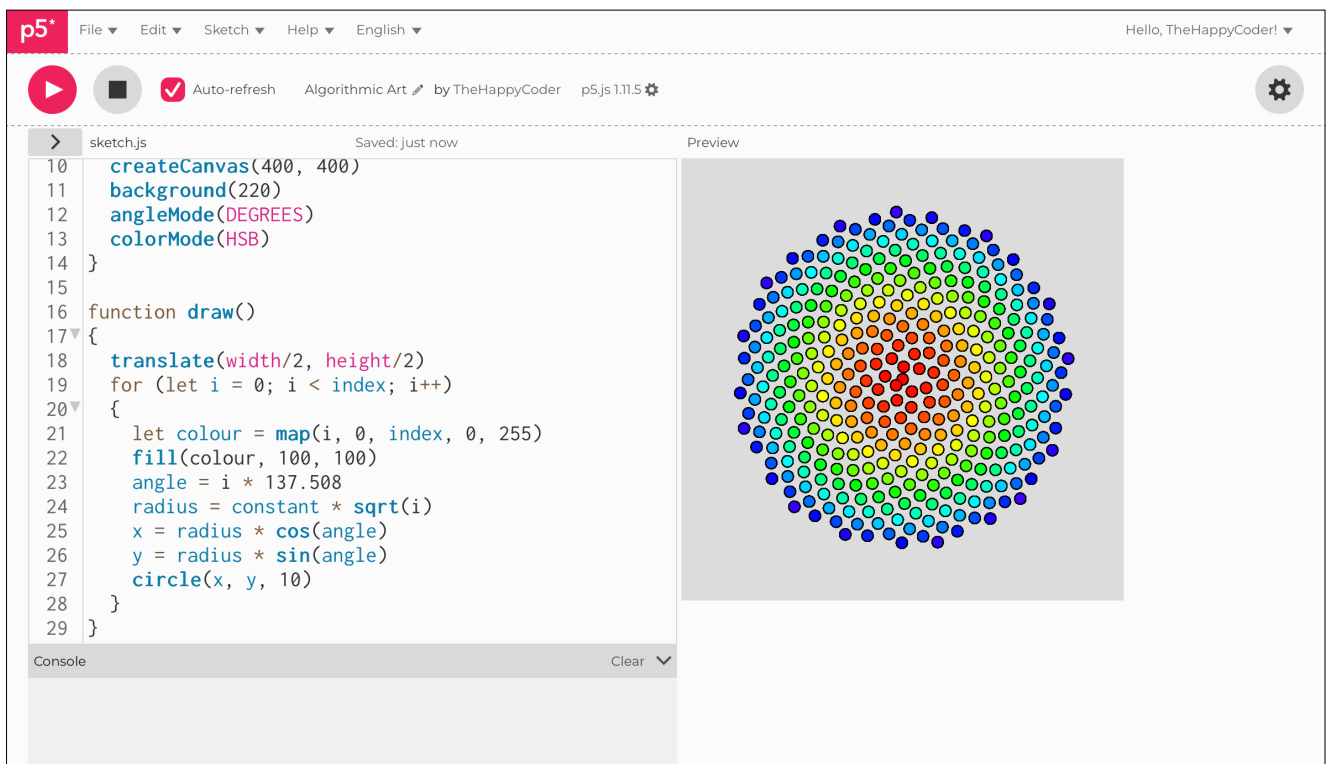 p5* File Edit Sketch Help English Hello, TheHappyCoder!
Auto-refresh Algorithmic Art by TheHappyCoder p5.js 1.11.5
> sketch.js Saved: just now Preview
10 createCanvas(400, 400)
11 background(220)
12 angleMode(DEGREES)
13 colorMode(HSB)
14 }
15
16 function draw()
17 {
18 translate(width/2, height/2)
19 for (let i = 0; i < index; i++)
20 {
21 let colour = map(i, 0, index, 0, 255)
22 fill(colour, 100, 100)
23 angle = i * 137.508
24 radius = constant * sqrt(i)
25 x = radius * cos(angle)
26 y = radius * sin(angle)
27 circle(x, y, 10)
28 }
29 }
Console Clear